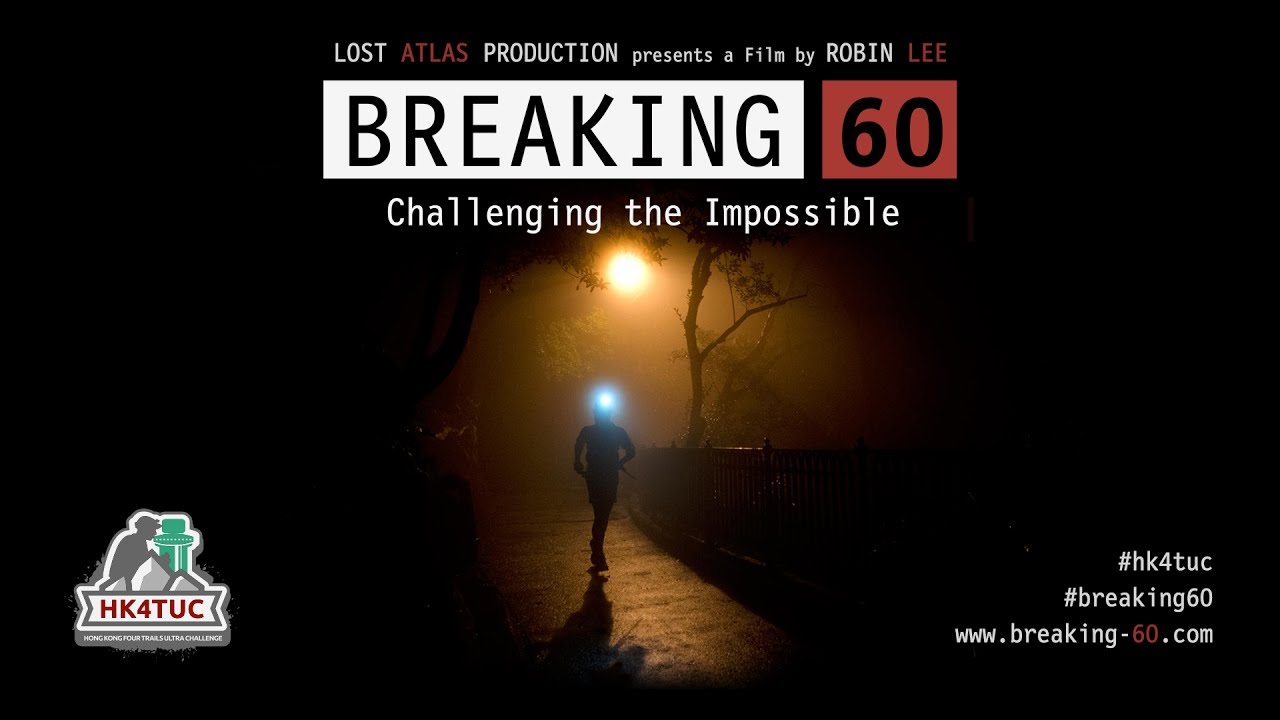 LOST ATLAS PRODUCTION presents a Film by ROBIN LEE
BREAKING 60
Challenging the Impossible
HK4TUC
HONG KONG FOUR TRAILS ULTRA CHALLENGE
#hk4tuc
#breaking60
www.breaking-60.com